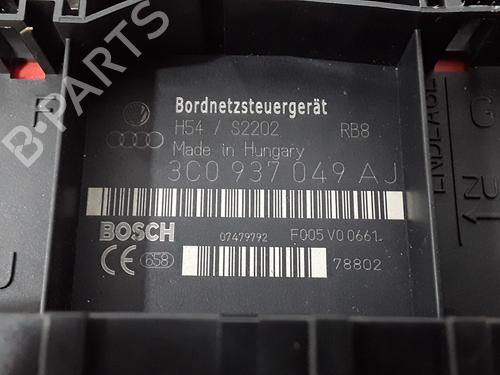 B-PARTS
F
Bordnetzsteuergerät
H54 / S2202 RB8
Made in Hungary
3C0 937 049 AJ
BOSCH
07479792 F005 V0 0661
CE 658 78802
ENDLAGE
G